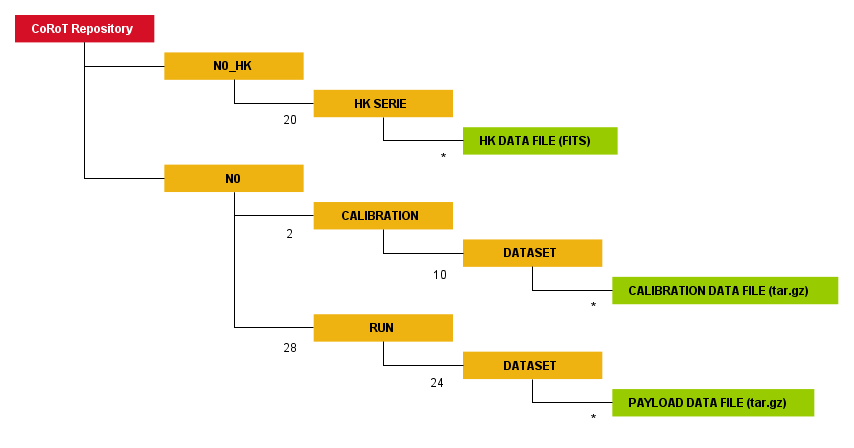 CoRoT Repository
N0_HK
HK SERIE
20
HK DATA FILE (FITS)
*
N0
CALIBRATION
2
DATASET
10
CALIBRATION DATA FILE (tar.gz)
*
RUN
28
DATASET
24
PAYLOAD DATA FILE (tar.gz)
*